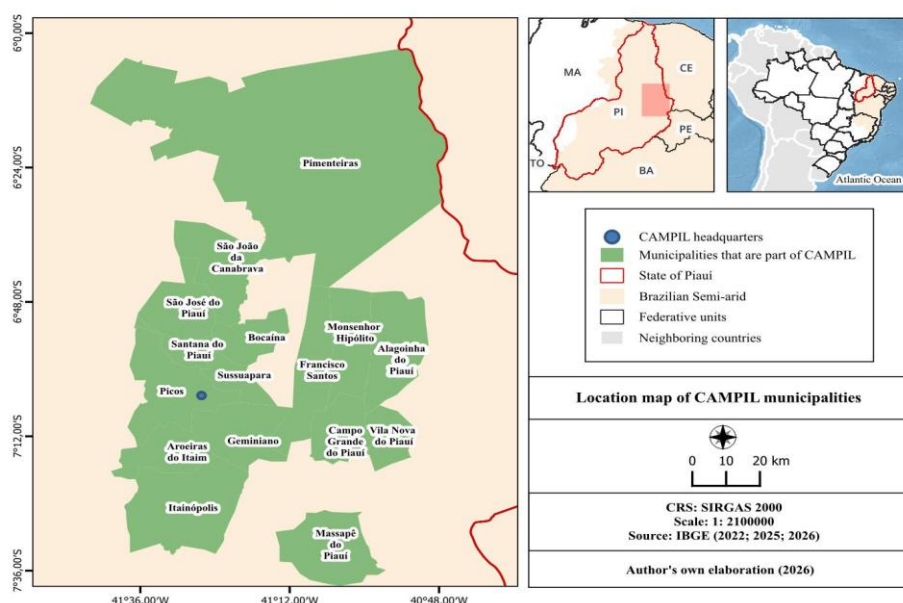 6°0,00'S
6°24,00'S
6°48,00'S
7°12,00'S
7°36,00'S
41°36,00'W
41°12,00'W
40°48,00'W
Pimenteiras
São João
da
Canabrava
São José do
Piauí
Bocaina
Santana do
Piauí
Sussuapara
Picos
Monsenhor
Hipólito
Alagoinha
do
Piauí
Francisco
Santos
Aroeiras
do Itaim
Geminiano
Campo
Grande
do Piauí
Vila Nova
do Piauí
Itainópolis
Massapê
do
Piauí
MA
CE
PI
PE
TO
BA
Atlantic Ocean
CAMPIL headquarters
Municipalities that are part of CAMPIL
State of Piauí
Brazilian Semi-arid
Federative units
Neighboring countries
Location map of CAMPIL municipalities
0 10 20 km
CRS: SIRGAS 2000
Scale: 1: 2100000
Source: IBGE (2022; 2025; 2026)
Author's own elaboration (2026)